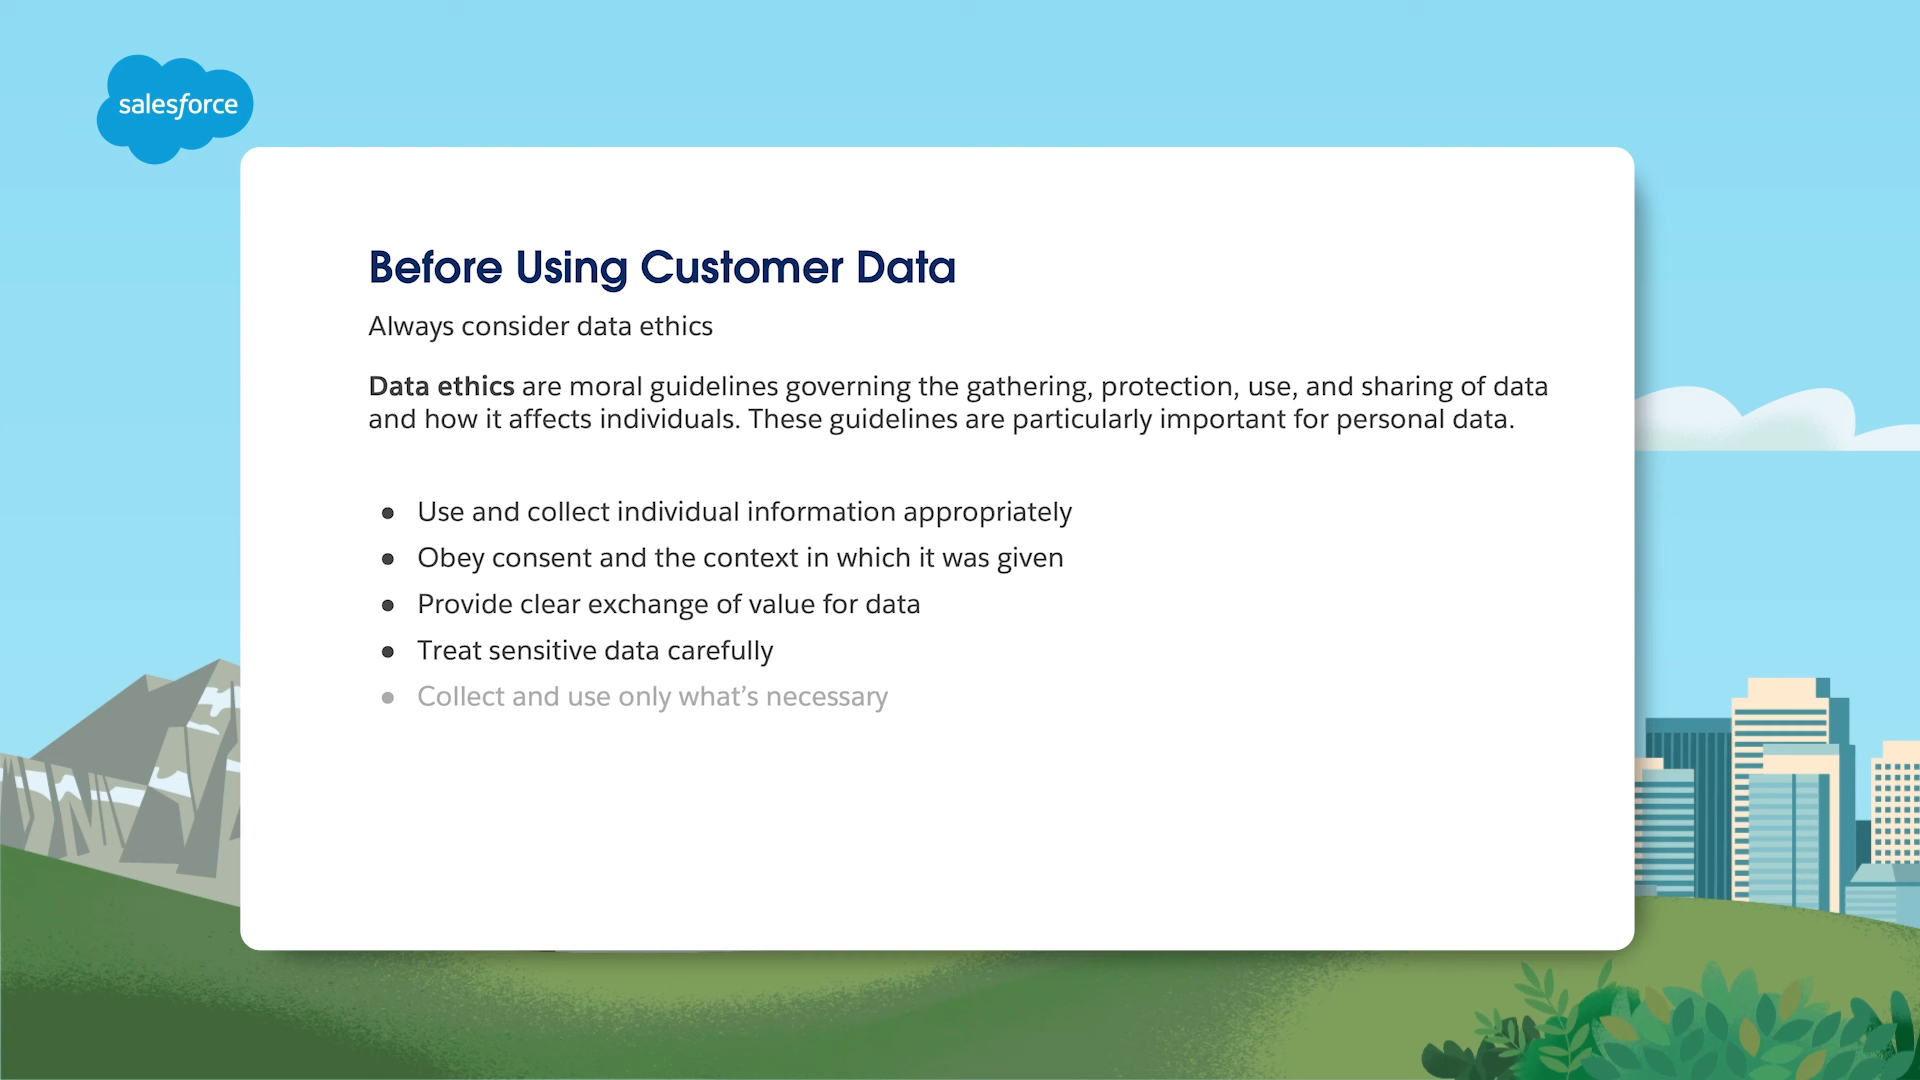 salesforce
Before Using Customer Data
Always consider data ethics
Data ethics are moral guidelines governing the gathering, protection, use, and sharing of data
and how it affects individuals. These guidelines are particularly important for personal data.
● Use and collect individual information appropriately
● Obey consent and the context in which it was given
● Provide clear exchange of value for data
● Treat sensitive data carefully
● Collect and use only what’s necessary